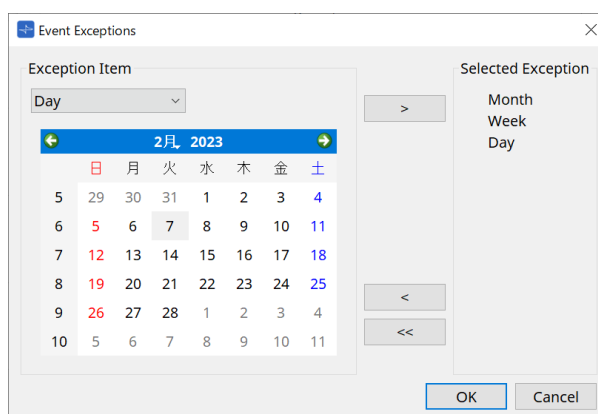 Event Exceptions
Exception Item
Selected Exception
Day
>
Month
Week
Day
2月, 2023
日 月 火 水 木 金 土
5 29 30 31 1 2 3 4
6 5 6 7 8 9 10 11
7 12 13 14 15 16 17 18
8 19 20 21 22 23 24 25
9 26 27 28 1 2 3 4
10 5 6 7 8 9 10 11
<
<<
OK Cancel